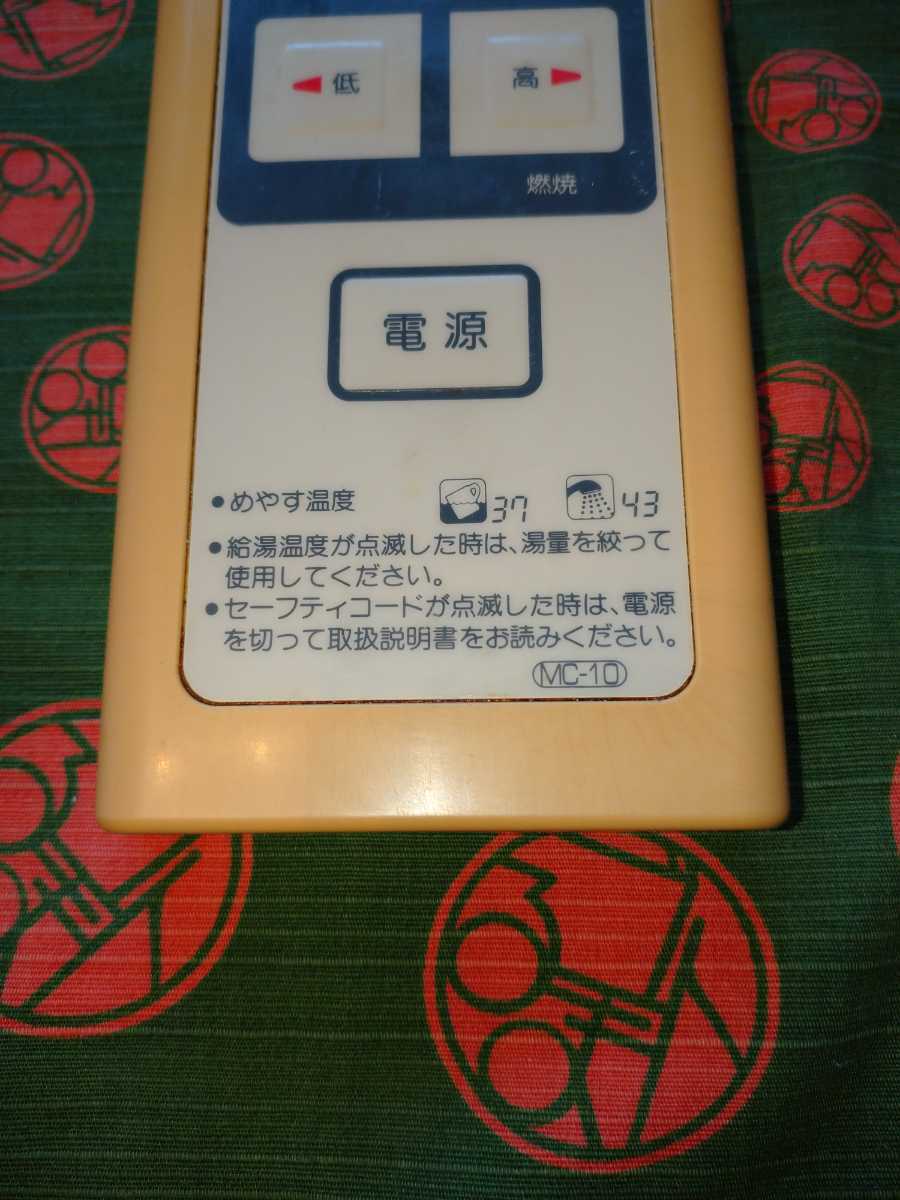 低 高
燃焼
電源
●めやす温度 37 43
●給湯温度が点滅した時は、湯量を絞って
使用してください。
●セーフティコードが点滅した時は、電源
を切って取扱説明書をお読みください。
MC-10